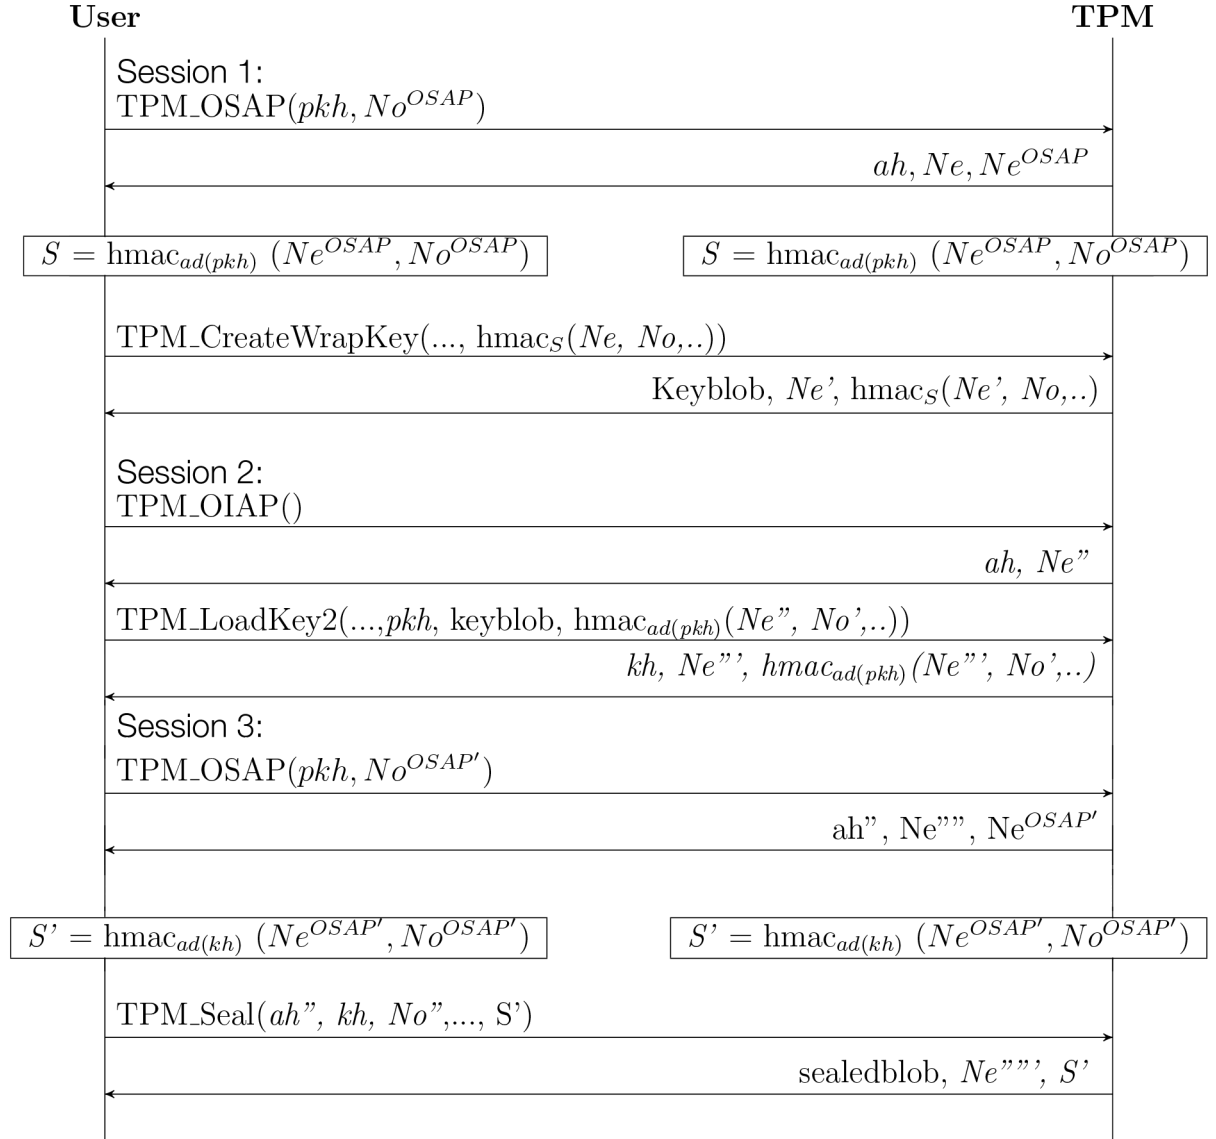 User TPM
Session 1:
TPM_OSAP(pkh, No^OSAP)
ah, Ne, Ne^OSAP
S = hmac_ad(pkh) (Ne^OSAP, No^OSAP) S = hmac_ad(pkh) (Ne^OSAP, No^OSAP)
TPM_CreateWrapKey(..., hmac_S(Ne, No,..))
Keyblob, Ne', hmac_S(Ne', No,..)
Session 2:
TPM_OIAP()
ah, Ne”
TPM_LoadKey2(...,pkh, keyblob, hmac_ad(pkh)(Ne”, No',..))
kh, Ne”', hmac_ad(pkh)(Ne”', No',..)
Session 3:
TPM_OSAP(pkh, No^OSAP′)
ah”, Ne””, Ne^OSAP′
S' = hmac_ad(kh) (Ne^OSAP′, No^OSAP′) S' = hmac_ad(kh) (Ne^OSAP′, No^OSAP′)
TPM_Seal(ah”, kh, No”,..., S')
sealedblob, Ne””', S'